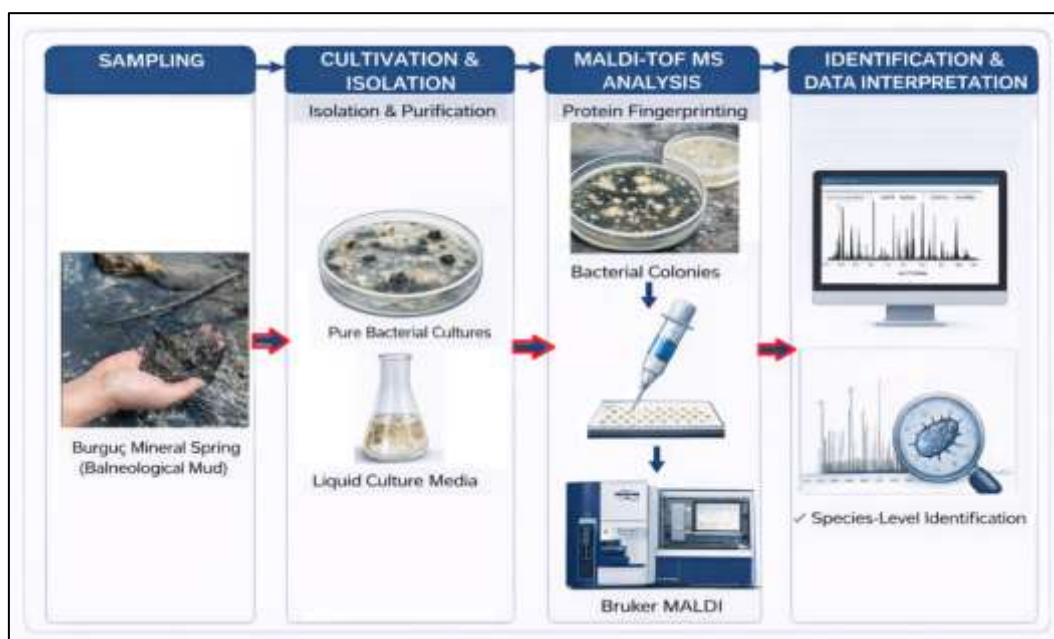 SAMPLING
Burguç Mineral Spring
(Balneological Mud)
CULTIVATION &
ISOLATION
Isolation & Purification
Pure Bacterial Cultures
Liquid Culture Media
MALDI-TOF MS
ANALYSIS
Protein Fingerprinting
Bacterial Colonies
Bruker MALDI
IDENTIFICATION &
DATA INTERPRETATION
✓ Species-Level Identification